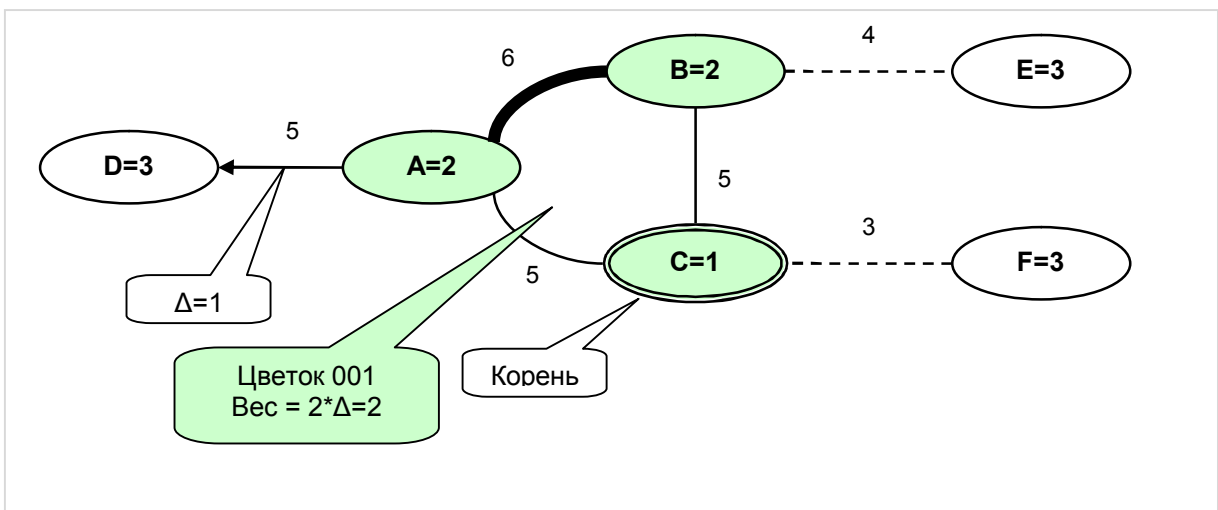 4
6
B=2
E=3
5
D=3
A=2
5
3
C=1
F=3
5
Δ=1
Цветок 001
Вес = 2*Δ=2
Корень